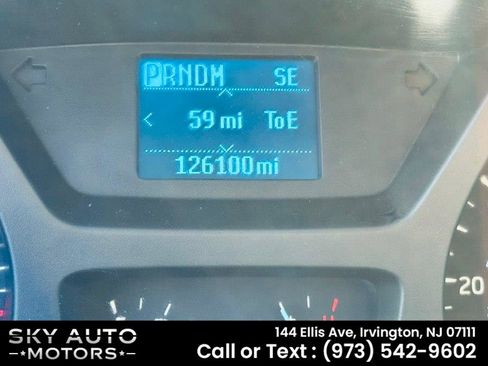 PRNDM SE
< 59 mi ToE
126100mi
20
SKY AUTO
MOTORS
144 Ellis Ave, Irvington, NJ 07111
Call or Text : (973) 542-9602